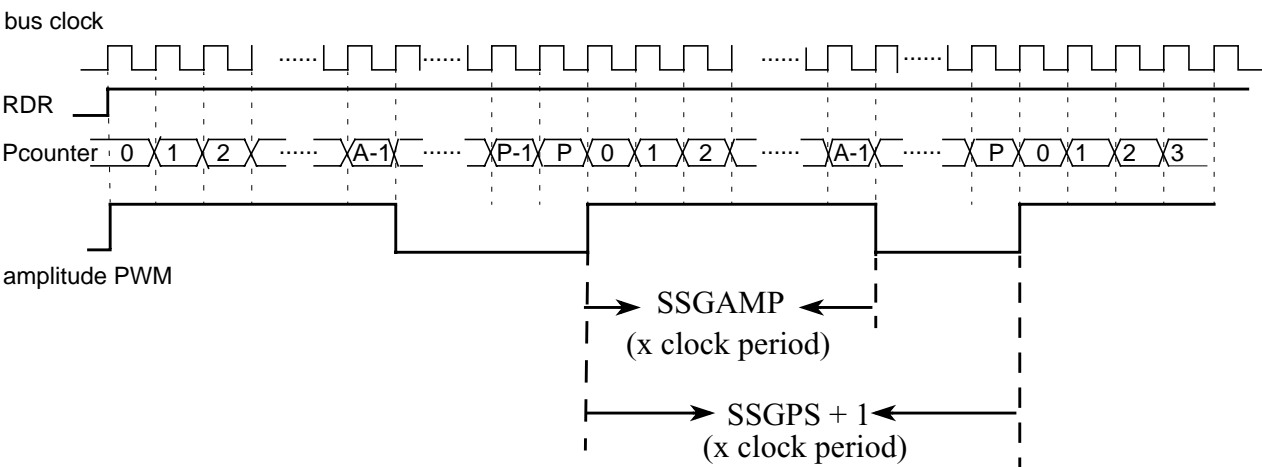 bus clock
...... ...... ...... ......
RDR
Pcounter 0 1 2 ...... A-1 ...... P-1 P 0 1 2 ...... A-1 ...... P 0 1 2 3
amplitude PWM
SSGAMP
(x clock period)
SSGPS + 1
(x clock period)